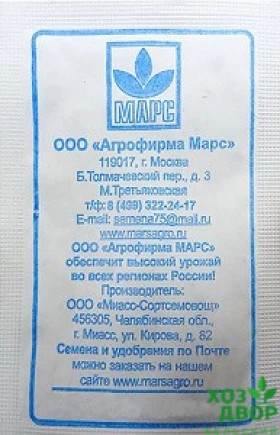 МАРС
ООО «Агрофирма Марс»
119017, г. Москва
Б.Толмачевский пер., д. 3
М.Третьяковская
т/ф: 8 (499) 322-24-17
E-mail: semena75@mail.ru
www.marsagro.ru
ООО «Агрофирма МАРС»
обеспечит высокий урожай
во всех регионах России!
Производитель:
ООО «Миасс-Сортсемовощ»
456305, Челябинская обл.,
г. Миасс, ул. Кирова, д. 82
Семена и удобрения по Почте
можно заказать на нашем
сайте www.marsagro.ru
ХОЗ
ДВОР